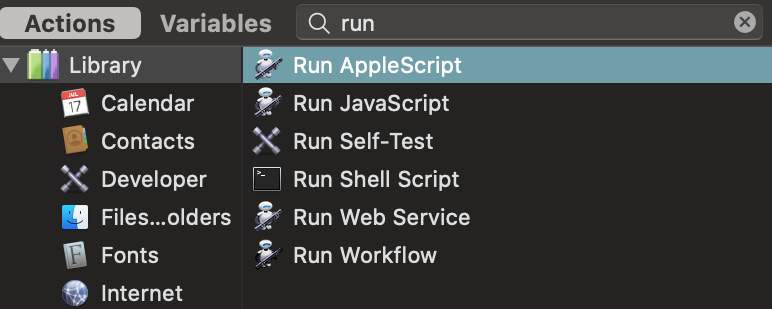 Actions Variables run
Library
Calendar
Contacts
Developer
Files...olders
Fonts
Internet
Run AppleScript
Run JavaScript
Run Self-Test
Run Shell Script
Run Web Service
Run Workflow
JUL
17